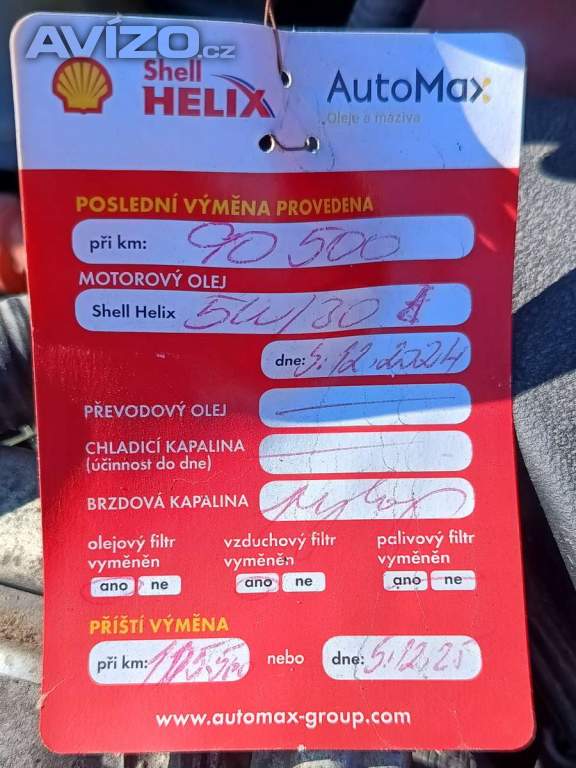 AVÍZO.cz
Shell
HELIX
AutoMax
Oleje a maziva
POSLEDNÍ VÝMĚNA PROVEDENA
při km: 90 500
MOTOROVÝ OLEJ
Shell Helix 5W/30
dne: 5.12.2024
PŘEVODOVÝ OLEJ
CHLADICÍ KAPALINA
(účinnost do dne)
BRZDOVÁ KAPALINA
olejový filtr
vyměněn
ano ne
vzduchový filtr
vyměněn
ano ne
palivový filtr
vyměněn
ano ne
PŘÍŠTÍ VÝMĚNA
při km: nebo dne: 5.12.25
www.automax-group.com